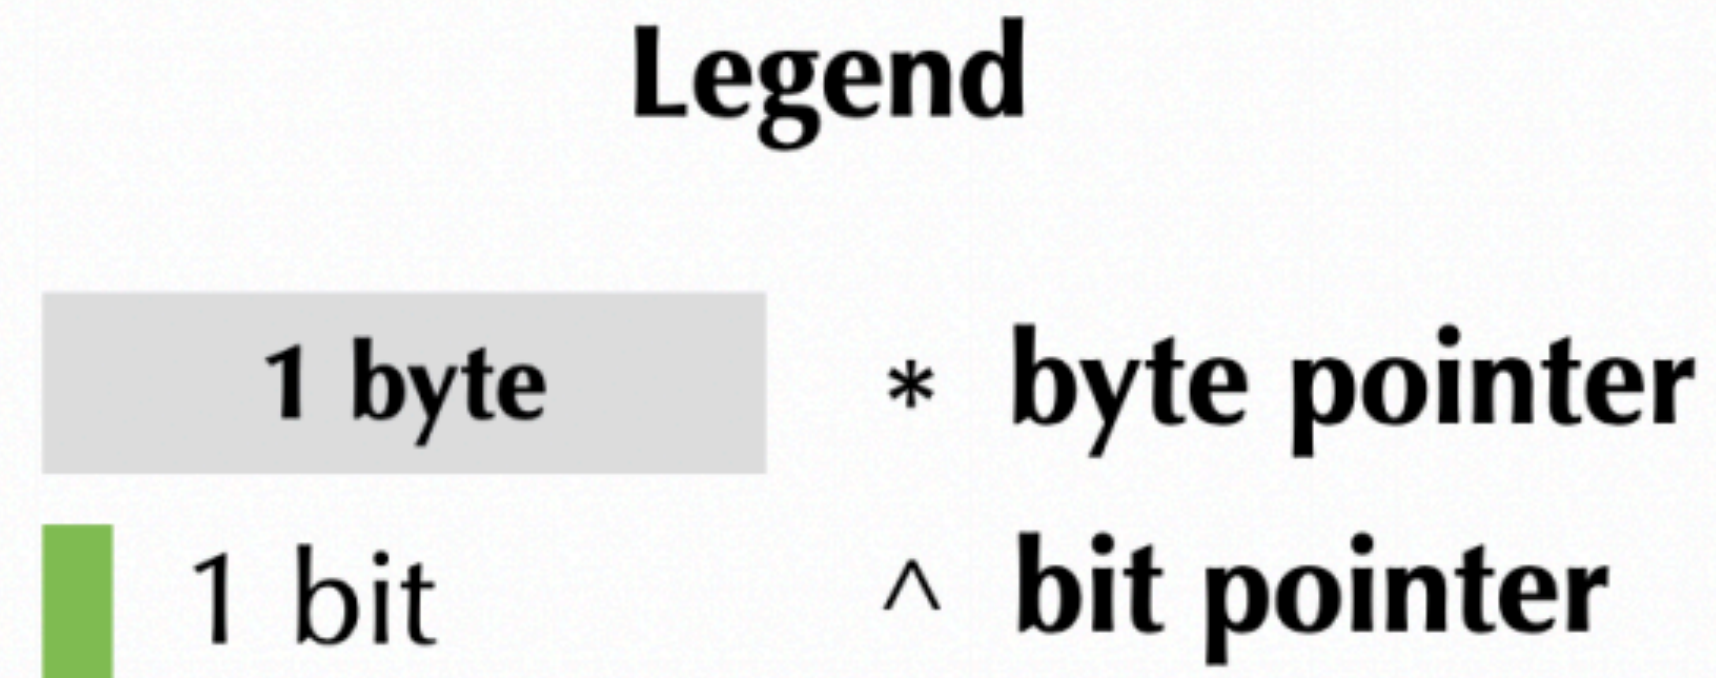 Legend
1 byte * byte pointer
1 bit ^ bit pointer